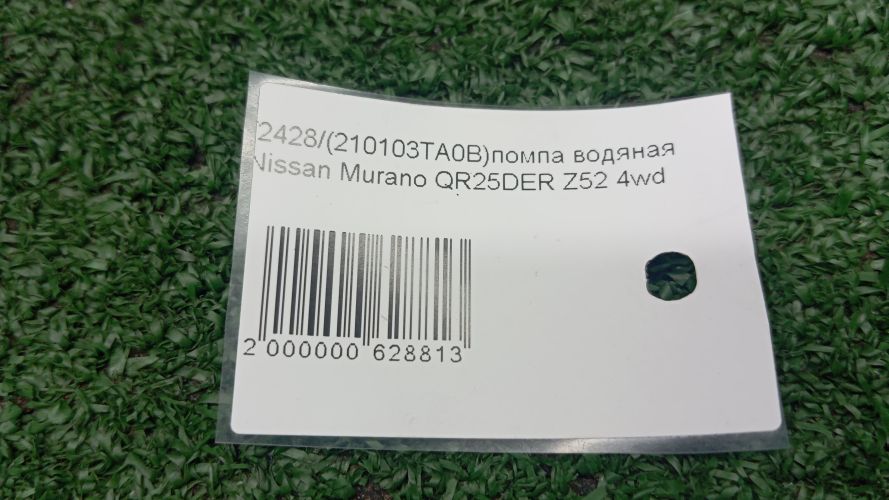 2428/(210103TA0B)помпа водяная
Nissan Murano QR25DER Z52 4wd
2 000000 628813